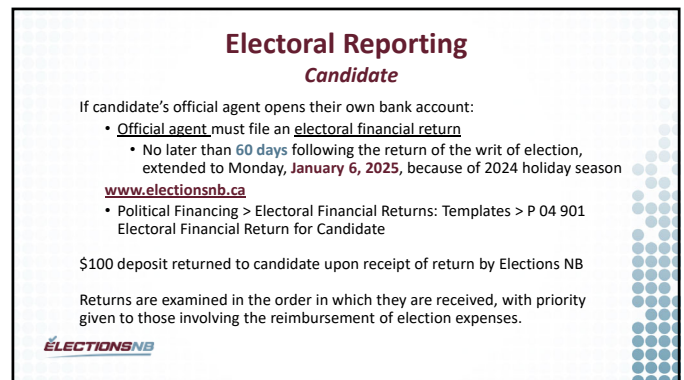 Electoral Reporting
Candidate
If candidate's official agent opens their own bank account:
• Official agent must file an electoral financial return
• No later than 60 days following the return of the writ of election,
extended to Monday, January 6, 2025, because of 2024 holiday season
www.electionsnb.ca
• Political Financing > Electoral Financial Returns: Templates > P 04 901
Electoral Financial Return for Candidate
$100 deposit returned to candidate upon receipt of return by Elections NB
Returns are examined in the order in which they are received, with priority
given to those involving the reimbursement of election expenses.
ÉLECTIONSNB